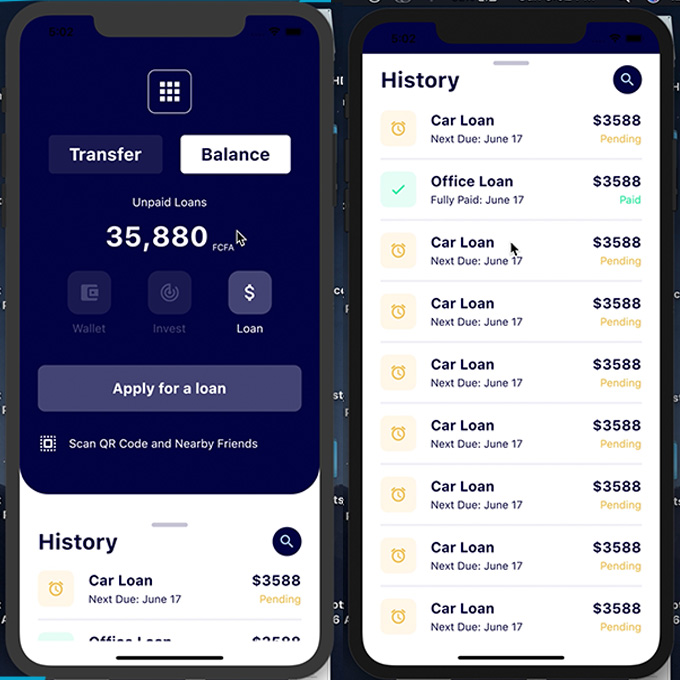 5:02
Transfer
Balance
Unpaid Loans
35,880 FCFA
Wallet
Invest
Loan
Apply for a loan
Scan QR Code and Nearby Friends
History
Car Loan
$3588
Next Due: June 17
Pending
5:02
History
Car Loan
$3588
Next Due: June 17
Pending
Office Loan
$3588
Fully Paid: June 17
Paid
Car Loan
$3588
Next Due: June 17
Pending
Car Loan
$3588
Next Due: June 17
Pending
Car Loan
$3588
Next Due: June 17
Pending
Car Loan
$3588
Next Due: June 17
Pending
Car Loan
$3588
Next Due: June 17
Pending
Car Loan
$3588
Next Due: June 17
Pending
Car Loan
$3588
Next Due: June 17
Pending